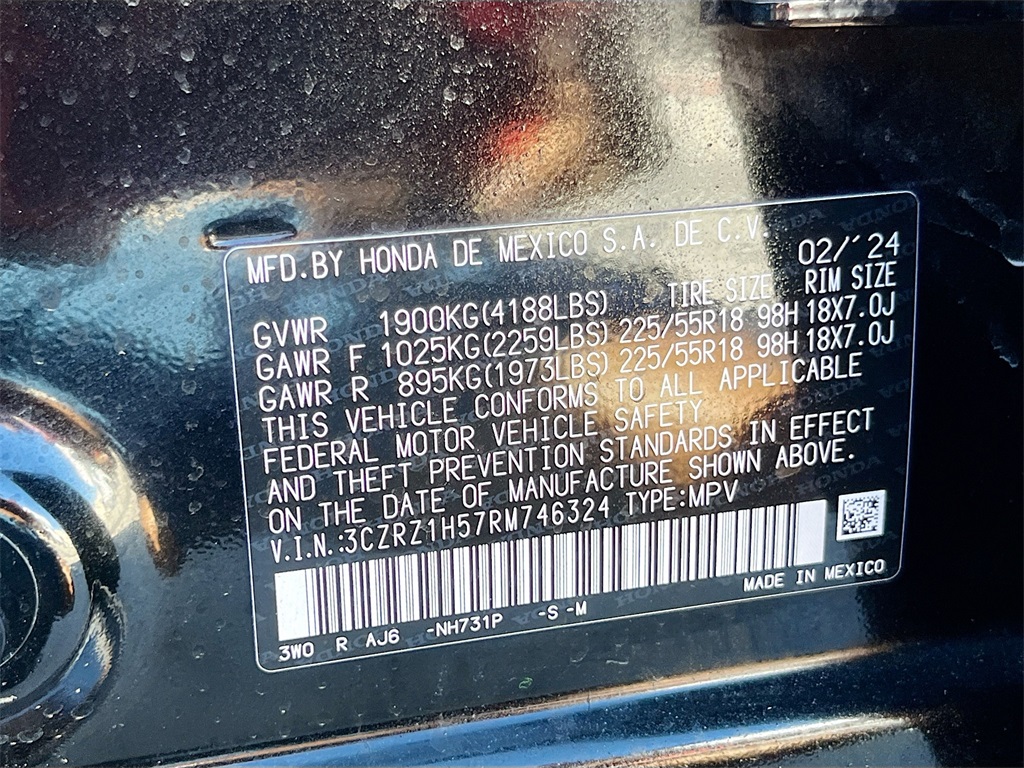 MFD.BY HONDA DE MEXICO S.A. DE C.V. 02/'24
GVWR 1900KG(4188LBS) TIRE SIZE RIM SIZE
GAWR F 1025KG(2259LBS) 225/55R18 98H 18X7.0J
GAWR R 895KG(1973LBS) 225/55R18 98H 18X7.0J
THIS VEHICLE CONFORMS TO ALL APPLICABLE
FEDERAL MOTOR VEHICLE SAFETY
AND THEFT PREVENTION STANDARDS IN EFFECT
ON THE DATE OF MANUFACTURE SHOWN ABOVE.
V.I.N.:3CZRZ1H57RM746324 TYPE:MPV
MADE IN MEXICO
3W0 R AJ6 -NH731P -S -M